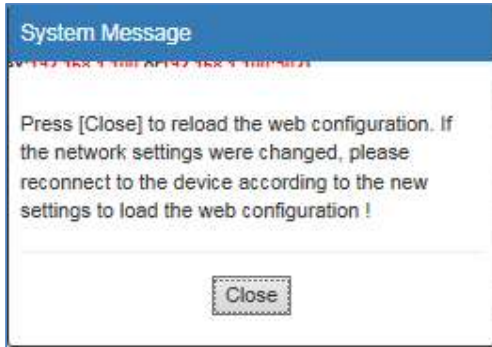 System Message
Press [Close] to reload the web configuration. If
the network settings were changed, please
reconnect to the device according to the new
settings to load the web configuration !
Close